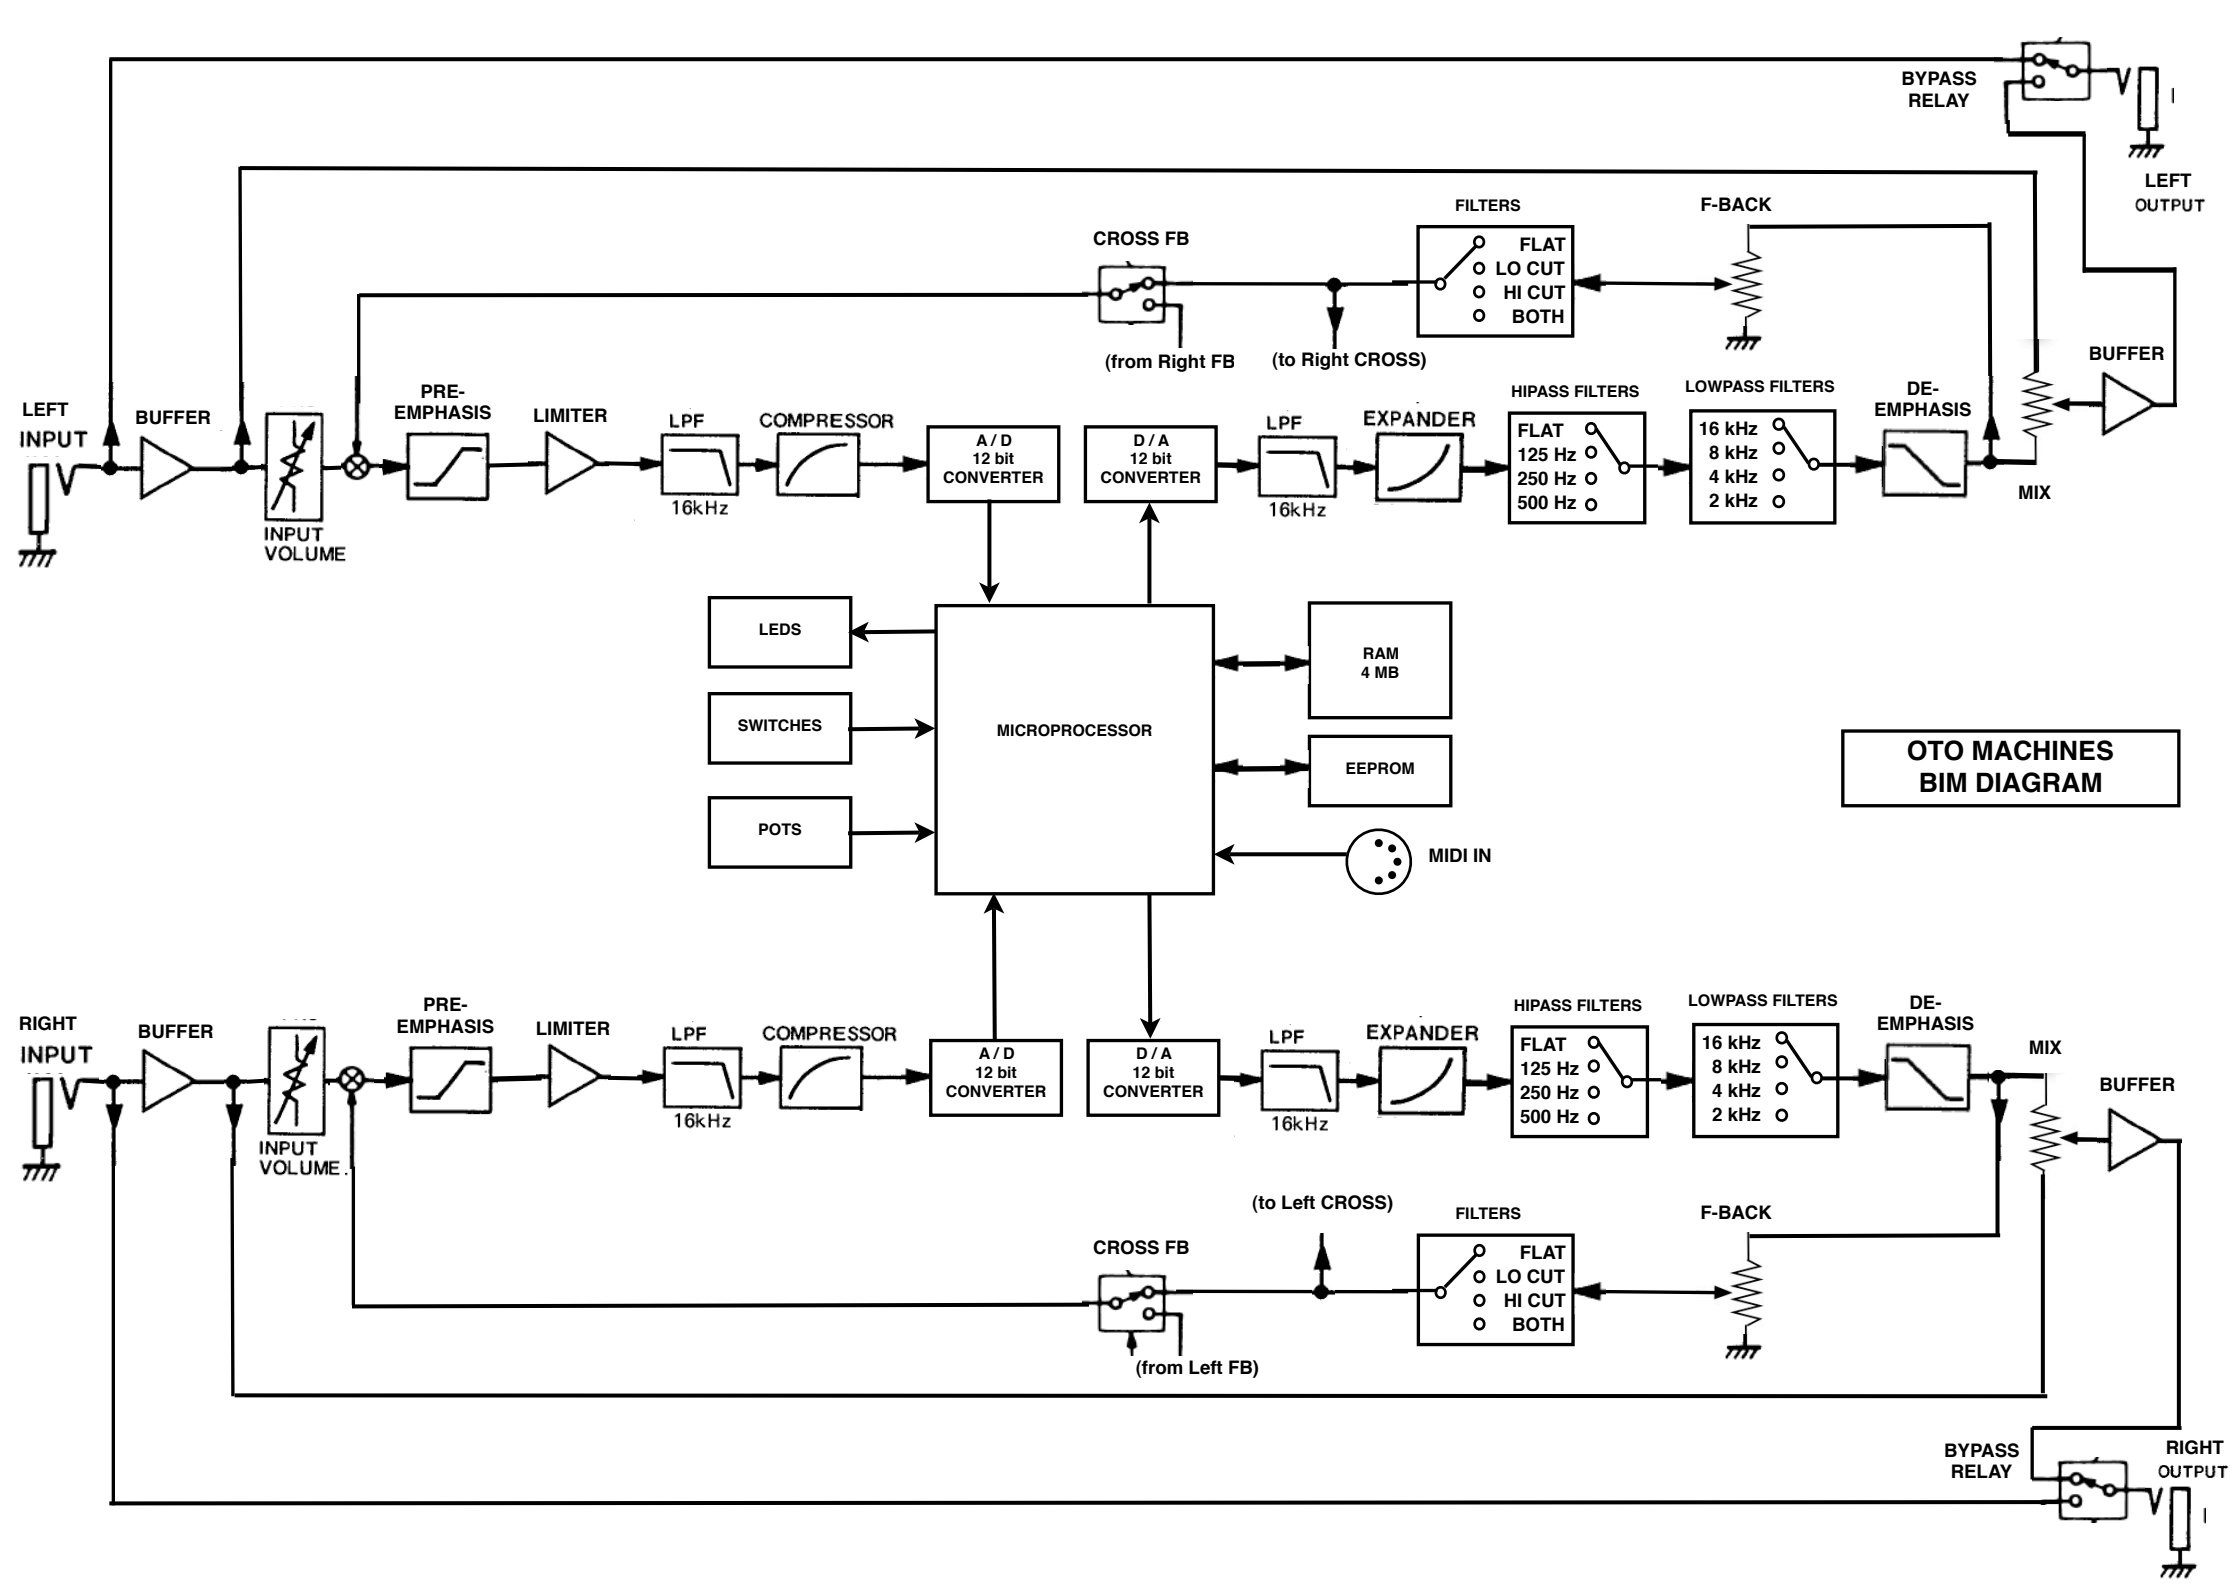 BYPASS
RELAY
LEFT
OUTPUT
FILTERS
F-BACK
CROSS FB
FLAT
LO CUT
HI CUT
BOTH
(from Right FB
(to Right CROSS)
BUFFER
LEFT
INPUT
BUFFER
PRE-
EMPHASIS
LIMITER
LPF
COMPRESSOR
A / D
12 bit
CONVERTER
D / A
12 bit
CONVERTER
LPF
EXPANDER
HIPASS FILTERS
FLAT
125 Hz
250 Hz
500 Hz
LOWPASS FILTERS
16 kHz
8 kHz
4 kHz
2 kHz
DE-
EMPHASIS
MIX
INPUT
VOLUME
16kHz
16kHz
LEDS
SWITCHES
POTS
MICROPROCESSOR
RAM
4 MB
EEPROM
MIDI IN
OTO MACHINES
BIM DIAGRAM
RIGHT
INPUT
BUFFER
PRE-
EMPHASIS
LIMITER
LPF
COMPRESSOR
A / D
12 bit
CONVERTER
D / A
12 bit
CONVERTER
LPF
EXPANDER
HIPASS FILTERS
FLAT
125 Hz
250 Hz
500 Hz
LOWPASS FILTERS
16 kHz
8 kHz
4 kHz
2 kHz
DE-
EMPHASIS
MIX
BUFFER
INPUT
VOLUME.
16kHz
16kHz
(to Left CROSS)
FILTERS
F-BACK
CROSS FB
FLAT
LO CUT
HI CUT
BOTH
(from Left FB)
BYPASS
RELAY
RIGHT
OUTPUT